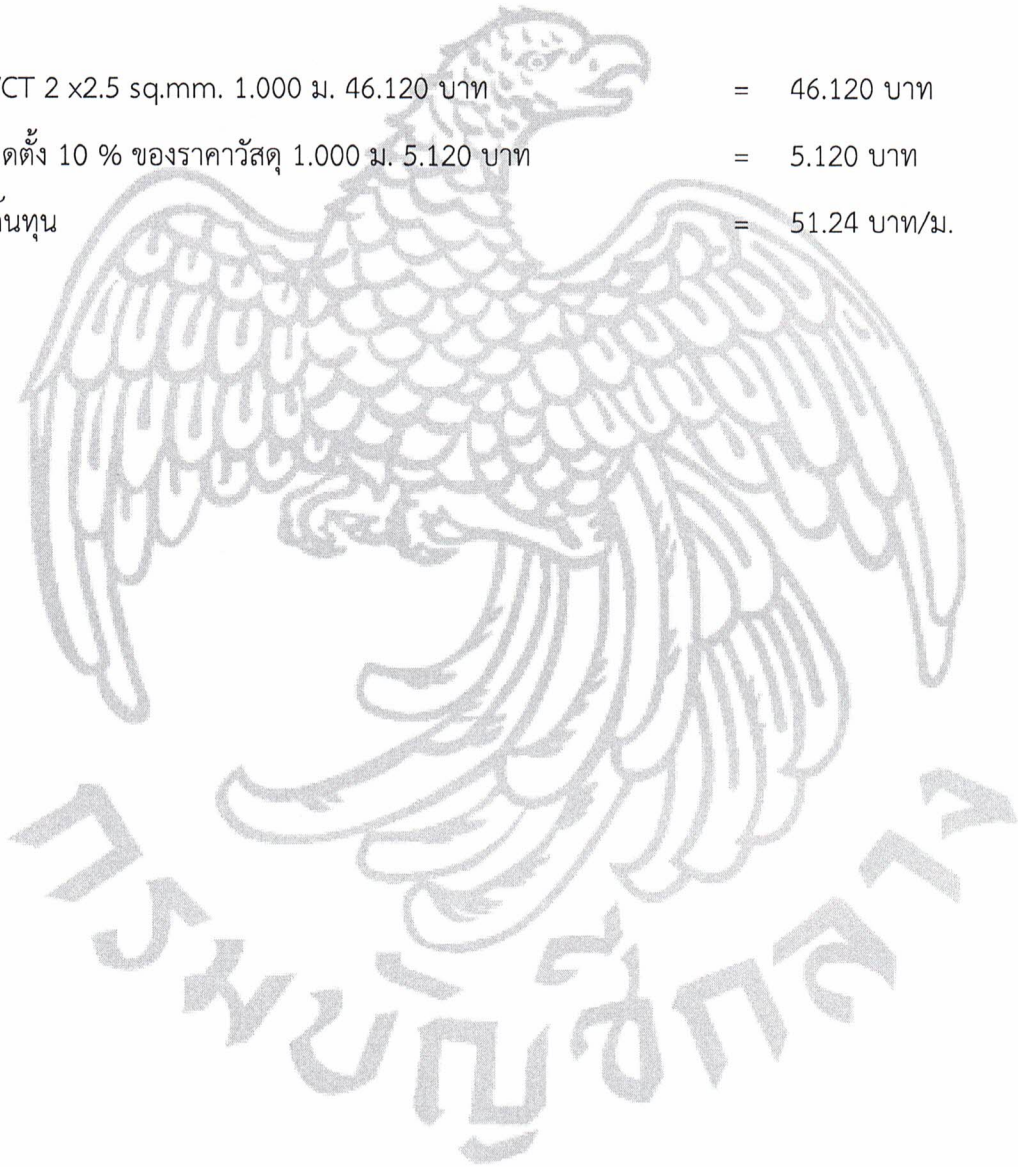 CT 2 x2.5 sq.mm. 1.000 ม. 46.120 บาท = 46.120 บาท
ดตั้ง 10 % ของราคาวัสดุ 1.000 ม. 5.120 บาท = 5.120 บาท
้นทุน = 51.24 บาท/ม.
กรมบัญชีกลาง